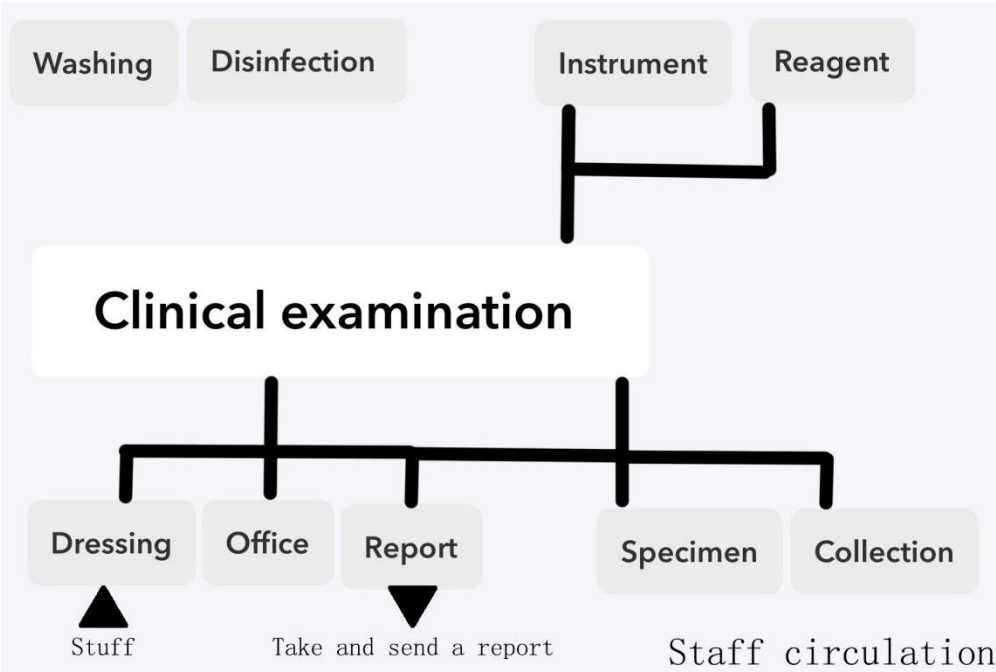 Washing
Disinfection
Instrument
Reagent
Clinical examination
Dressing
Office
Report
Specimen
Collection
Stuff
Take and send a report
Staff circulation